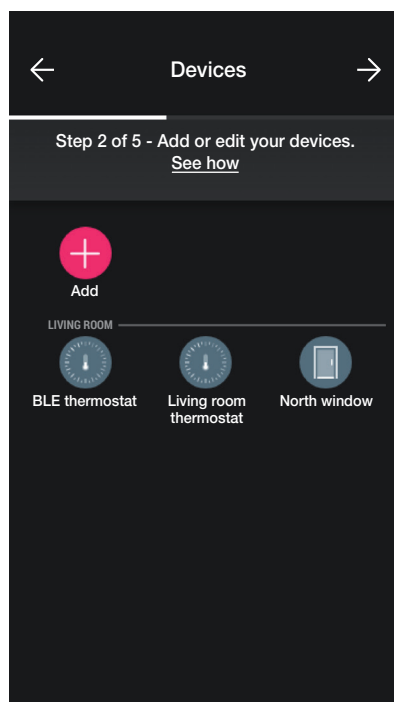 Devices
Step 2 of 5 - Add or edit your devices.
See how
Add
LIVING ROOM
BLE thermostat
Living room
thermostat
North window